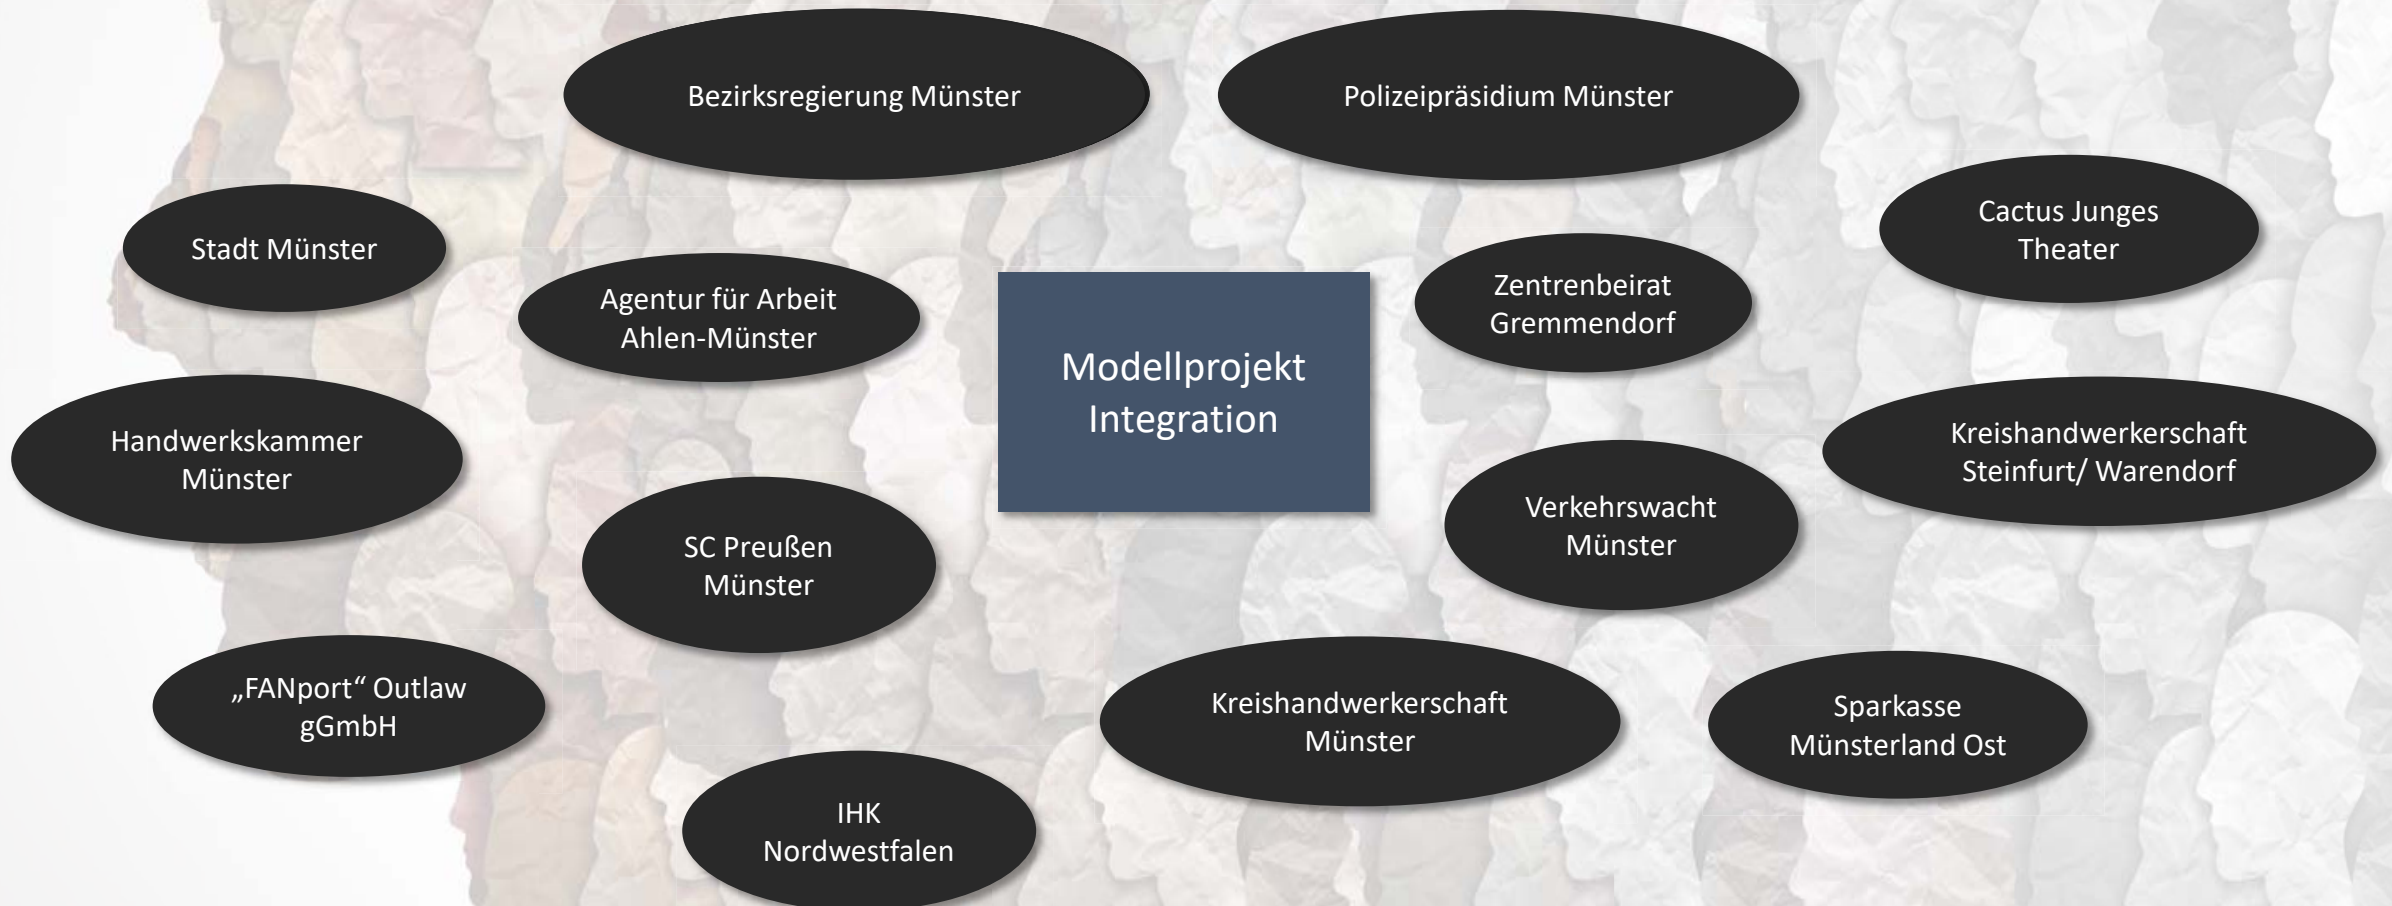 Bezirksregierung Münster
Polizeipräsidium Münster
Stadt Münster
Agentur für Arbeit
Ahlen-Münster
Zentrenbeirat
Gremmendorf
Cactus Junges
Theater
Modellprojekt
Integration
Handwerkskammer
Münster
SC Preußen
Münster
Verkehrswacht
Münster
Kreishandwerkerschaft
Steinfurt/ Warendorf
„FANport“ Outlaw
gGmbH
IHK
Nordwestfalen
Kreishandwerkerschaft
Münster
Sparkasse
Münsterland Ost